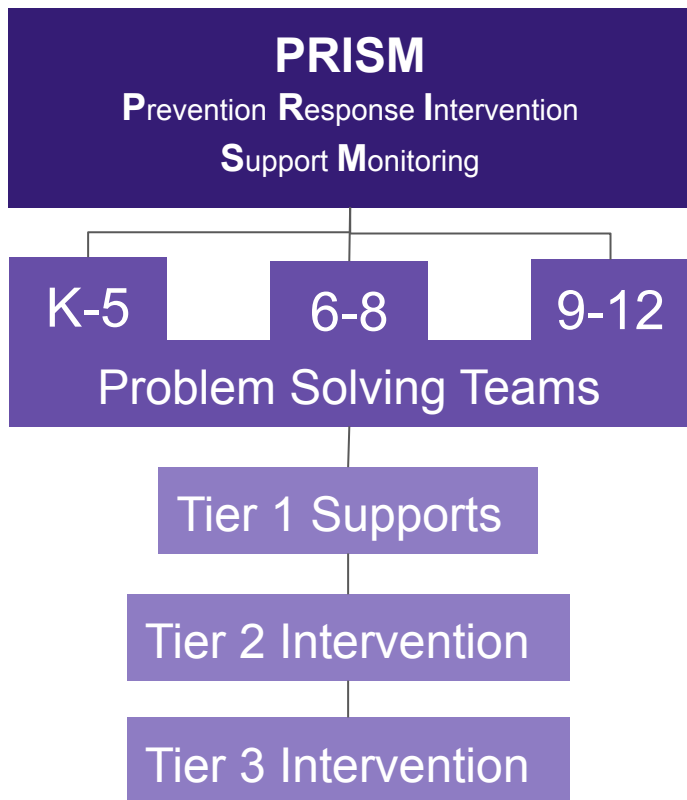 PRISM
Prevention Response Intervention
Support Monitoring
K-5
6-8
9-12
Problem Solving Teams
Tier 1 Supports
Tier 2 Intervention
Tier 3 Intervention